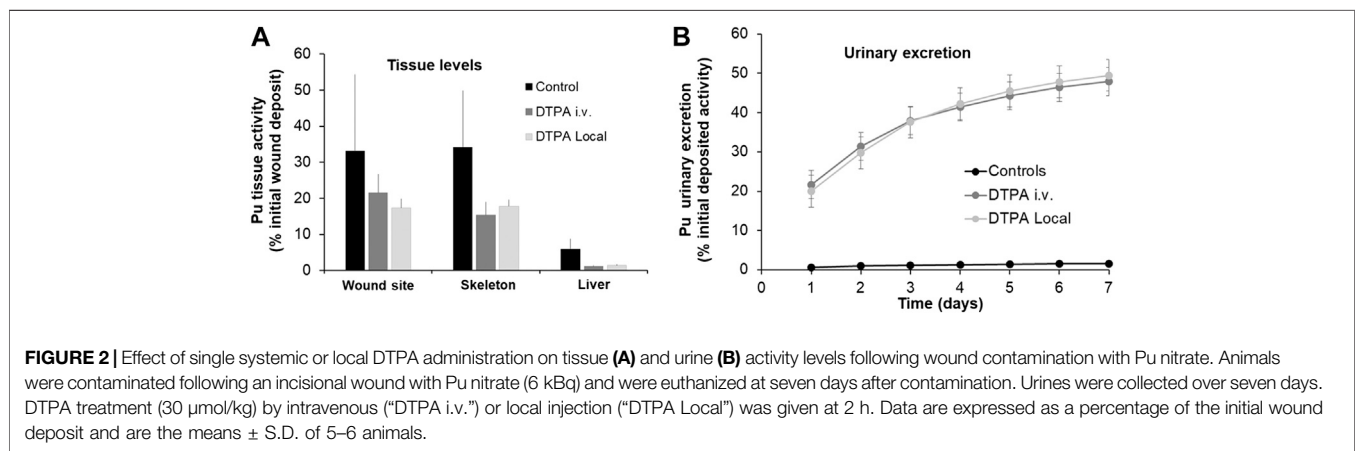 A
Tissue levels
Pu tissue activity
(% initial wound deposit)
60
50
40
30
20
10
0
Control
DTPA i.v.
DTPA Local
Wound site Skeleton Liver
B
Urinary excretion
Pu urinary excretion
(% initial deposited activity)
60
50
40
30
20
10
0
Controls
DTPA i.v.
DTPA Local
0 1 2 3 4 5 6 7
Time (days)
FIGURE 2 | Effect of single systemic or local DTPA administration on tissue (A) and urine (B) activity levels following wound contamination with Pu nitrate. Animals
were contaminated following an incisional wound with Pu nitrate (6 kBq) and were euthanized at seven days after contamination. Urines were collected over seven days.
DTPA treatment (30 µmol/kg) by intravenous (“DTPA i.v.”) or local injection (“DTPA Local”) was given at 2 h. Data are expressed as a percentage of the initial wound
deposit and are the means ± S.D. of 5–6 animals.